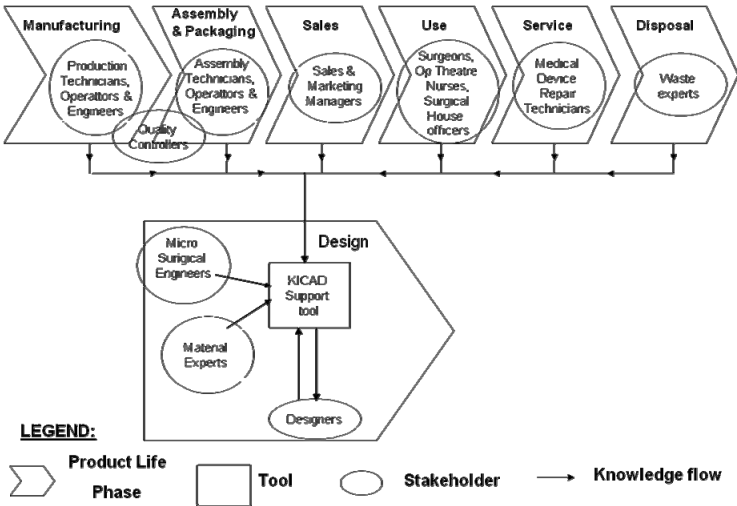 Manufacturing
Assembly
& Packaging
Sales
Use
Service
Disposal
Production
Technicians,
Operattors &
Engineers
Quality
Controllers
Assembly
Technicians,
Operattors &
Engineers
Sales &
Marketing
Managers
Surgeons,
Op Theatre
Nurses,
Surgical
House
officers
Medical
Device
Repair
Technicians
Waste
experts
Design
Micro
Surigical
Engineers
KICAD
Support
tool
Material
Experts
Designers
LEGEND:
Product Life
Phase
Tool
Stakeholder
Knowledge flow